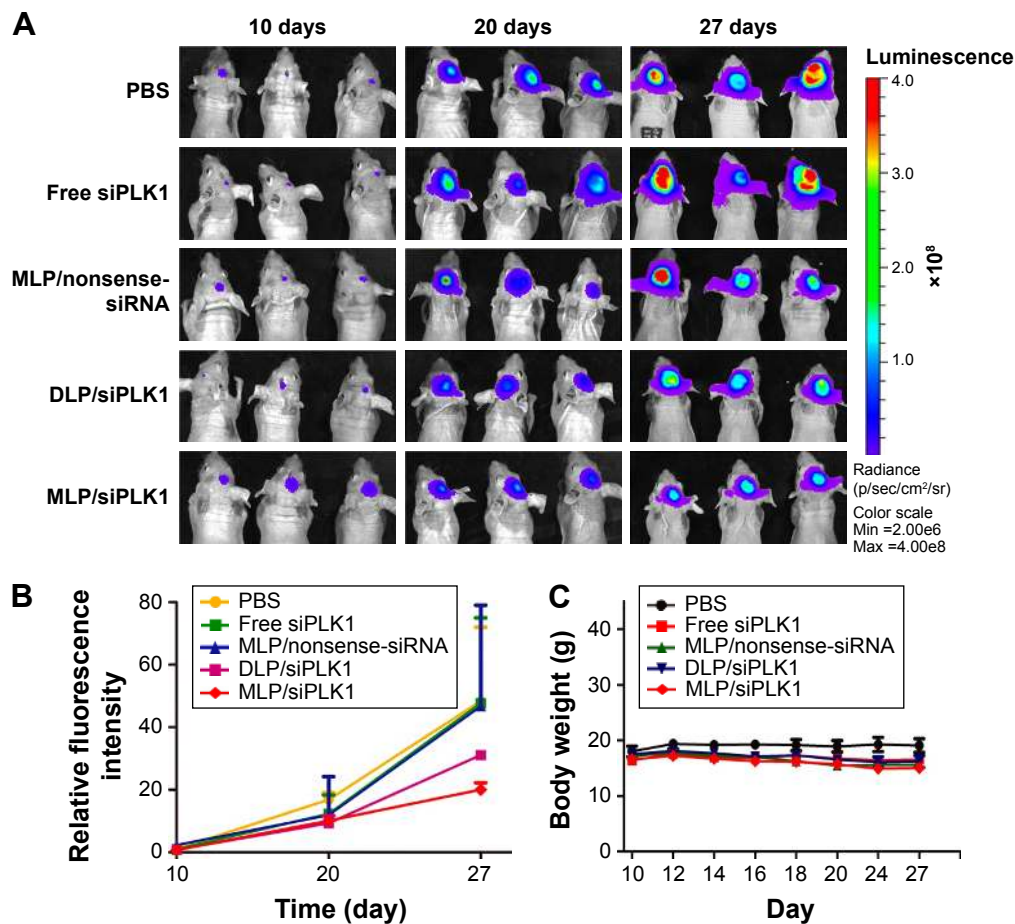 A
10 days 20 days 27 days
PBS
Free siPLK1
MLP/nonsense-
siRNA
DLP/siPLK1
MLP/siPLK1
Luminescence
4.0
3.0
2.0
1.0
×10⁸
Radiance
(p/sec/cm²/sr)
Color scale
Min =2.00e6
Max =4.00e8
B
PBS
Free siPLK1
MLP/nonsense-siRNA
DLP/siPLK1
MLP/siPLK1
Relative fluorescence
intensity
80
60
40
20
0
10 20 27
Time (day)
C
PBS
Free siPLK1
MLP/nonsense-siRNA
DLP/siPLK1
MLP/siPLK1
Body weight (g)
40
30
20
10
0
10 12 14 16 18 20 24 27
Day